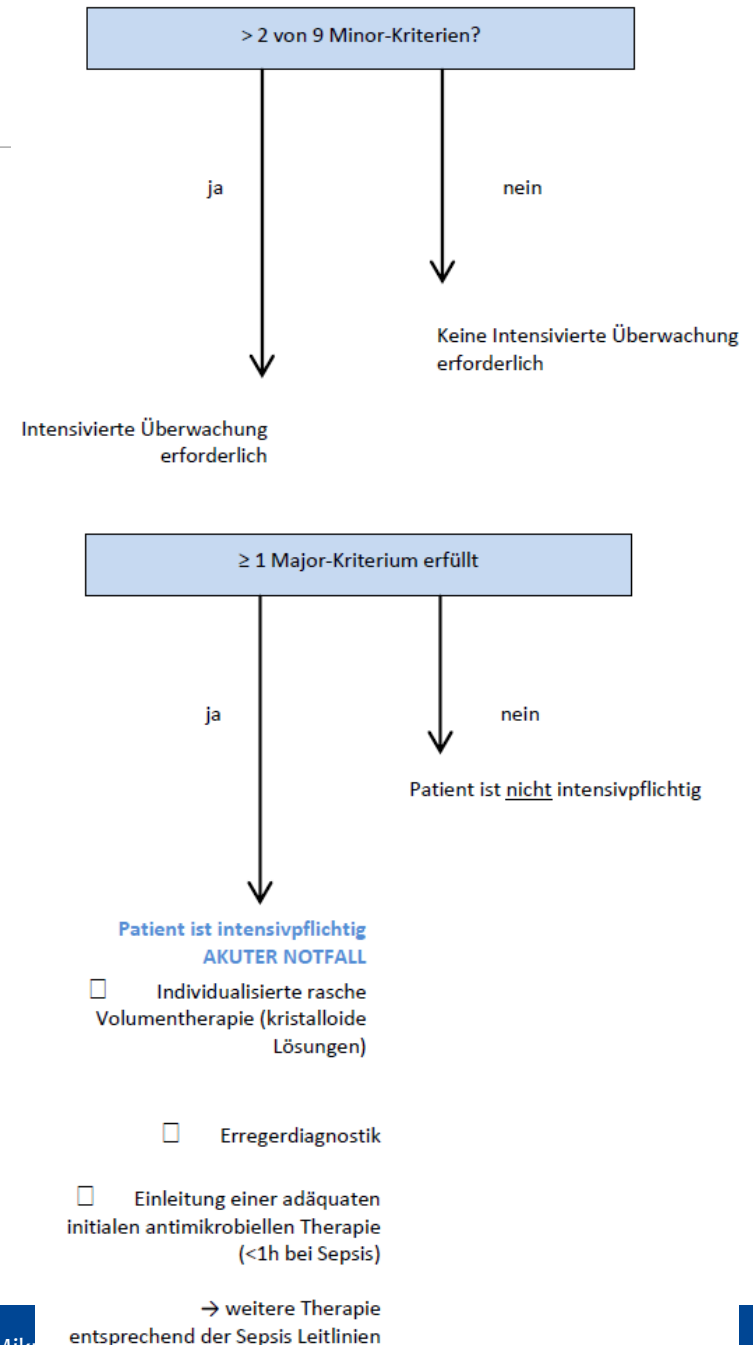 > 2 von 9 Minor-Kriterien?
ja
nein
Keine Intensivierte Überwachung
erforderlich
Intensivierte Überwachung
erforderlich
≥ 1 Major-Kriterium erfüllt
ja
nein
Patient ist nicht intensivpflichtig
Patient ist intensivpflichtig
AKUTER NOTFALL
☐ Individualisierte rasche
Volumentherapie (kristalloide
Lösungen)
☐ Erregerdiagnostik
☐ Einleitung einer adäquaten
initialen antimikrobiellen Therapie
(<1h bei Sepsis)
→ weitere Therapie
entsprechend der Sepsis Leitlinien